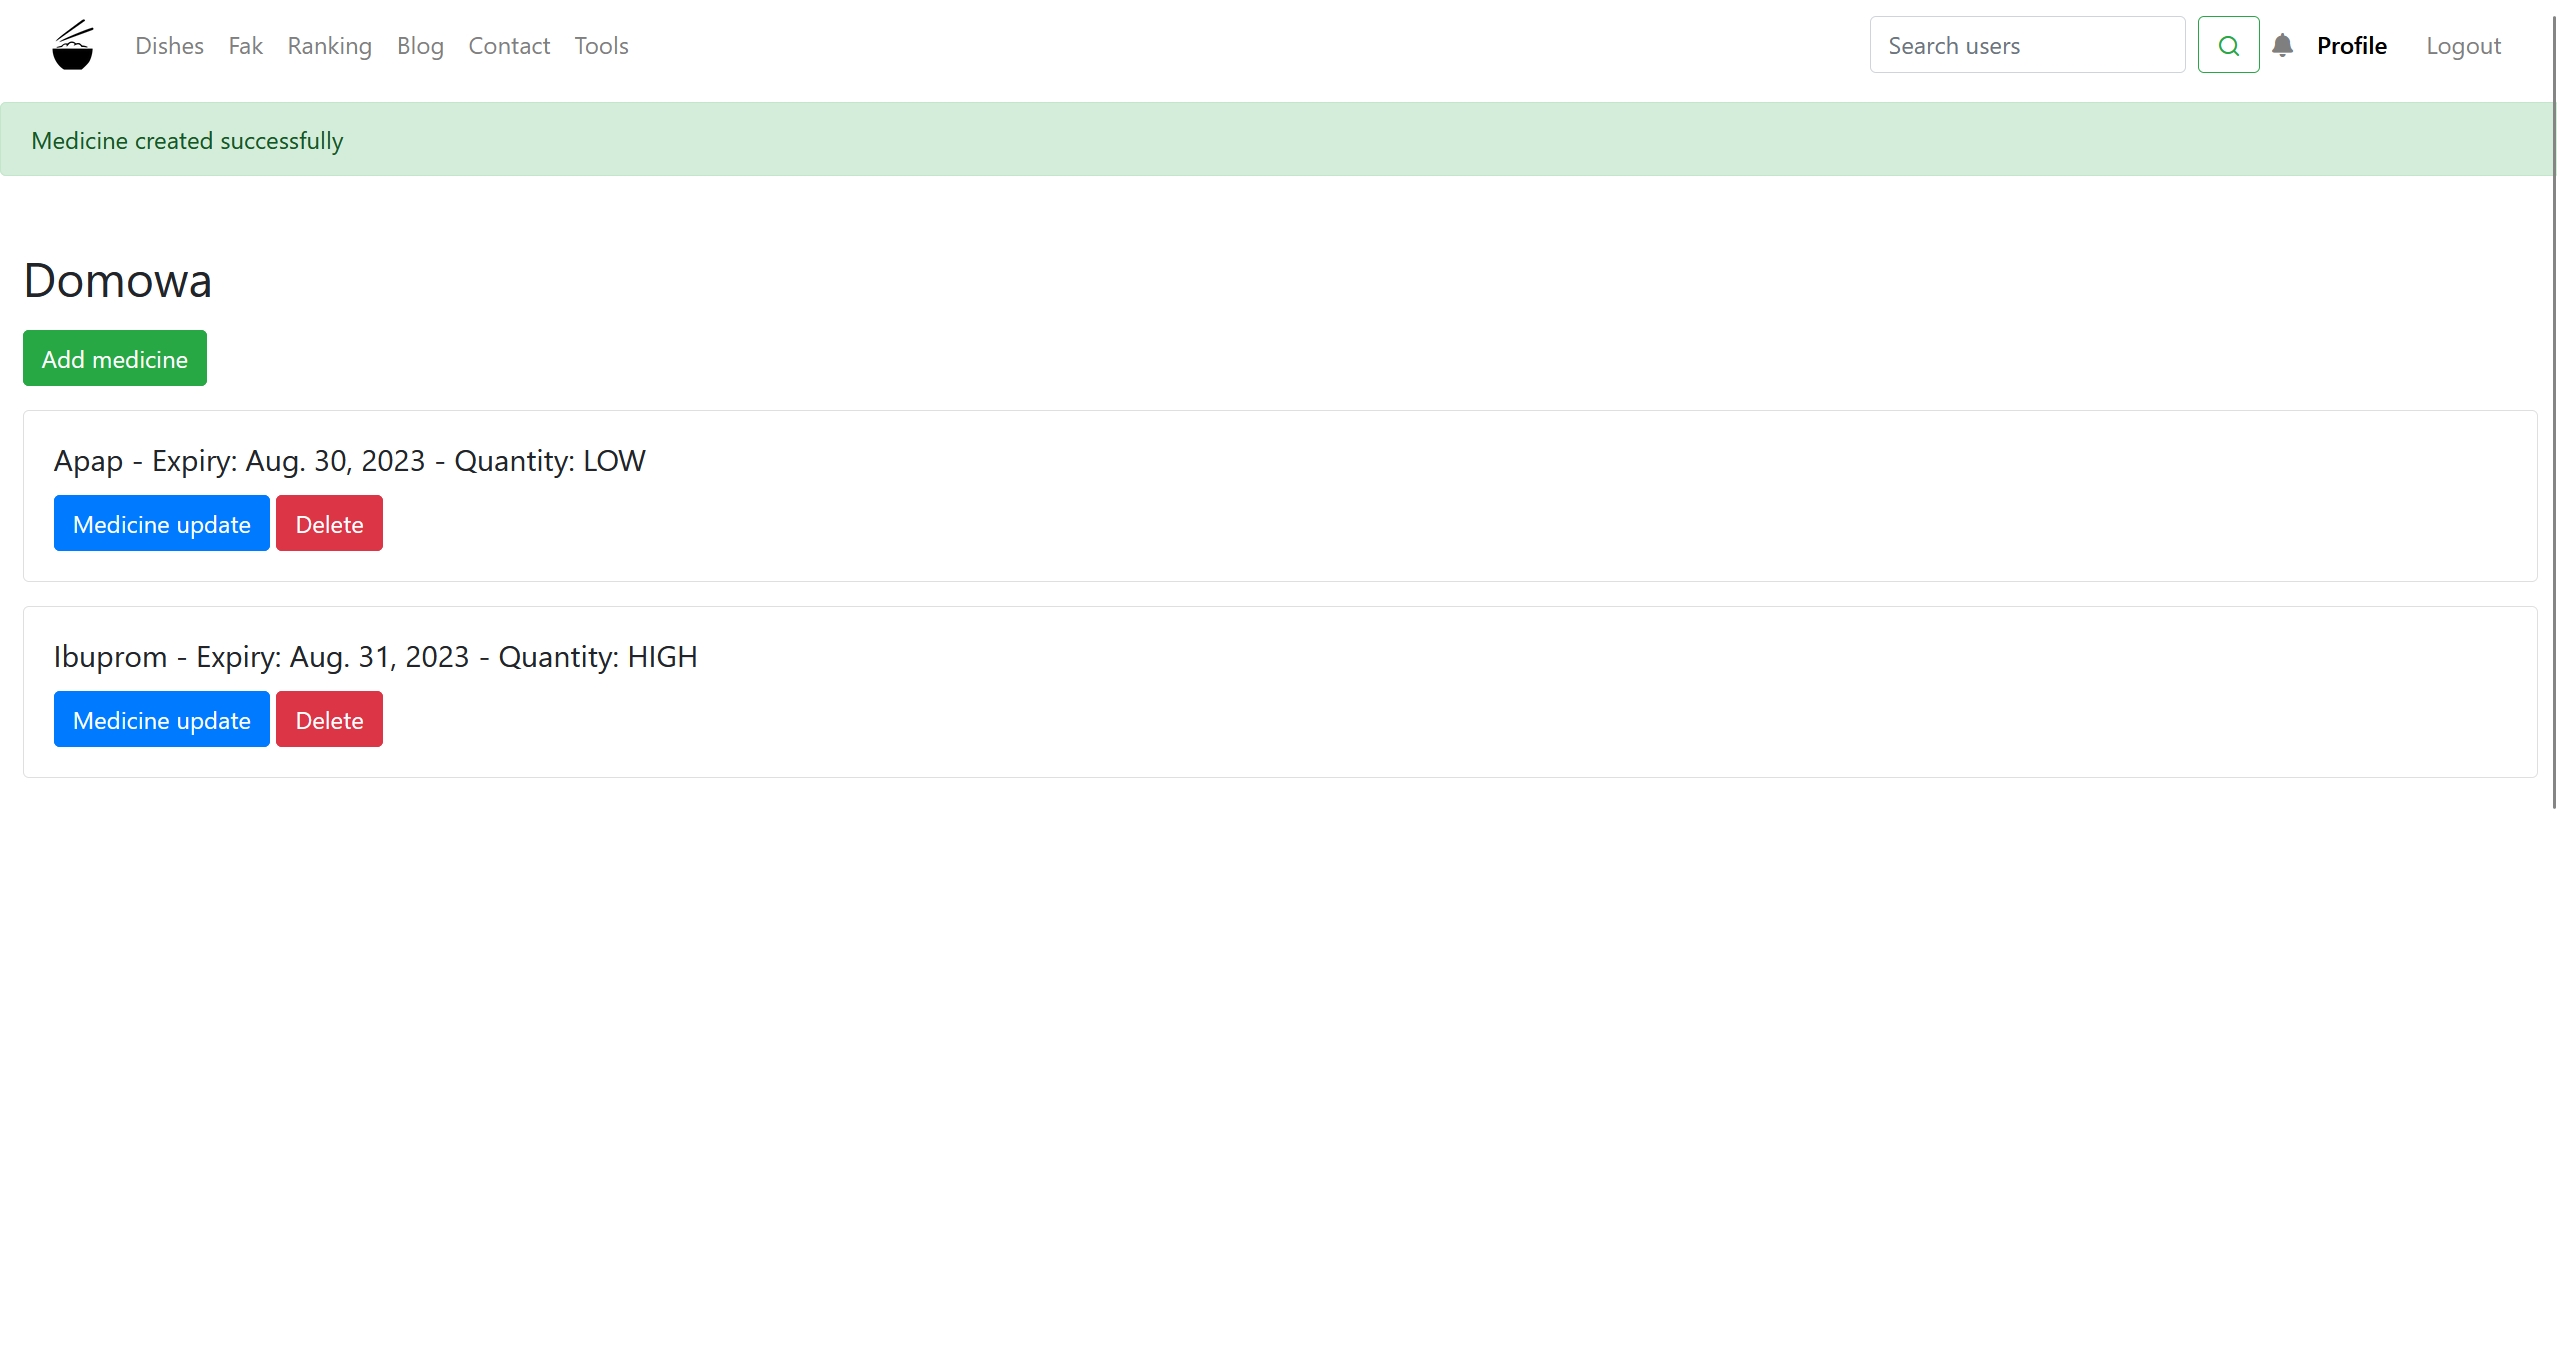 Dishes Fak Ranking Blog Contact Tools Search users Profile Logout
Medicine created successfully
Domowa
Add medicine
Apap - Expiry: Aug. 30, 2023 - Quantity: LOW
Medicine update Delete
Ibuprom - Expiry: Aug. 31, 2023 - Quantity: HIGH
Medicine update Delete